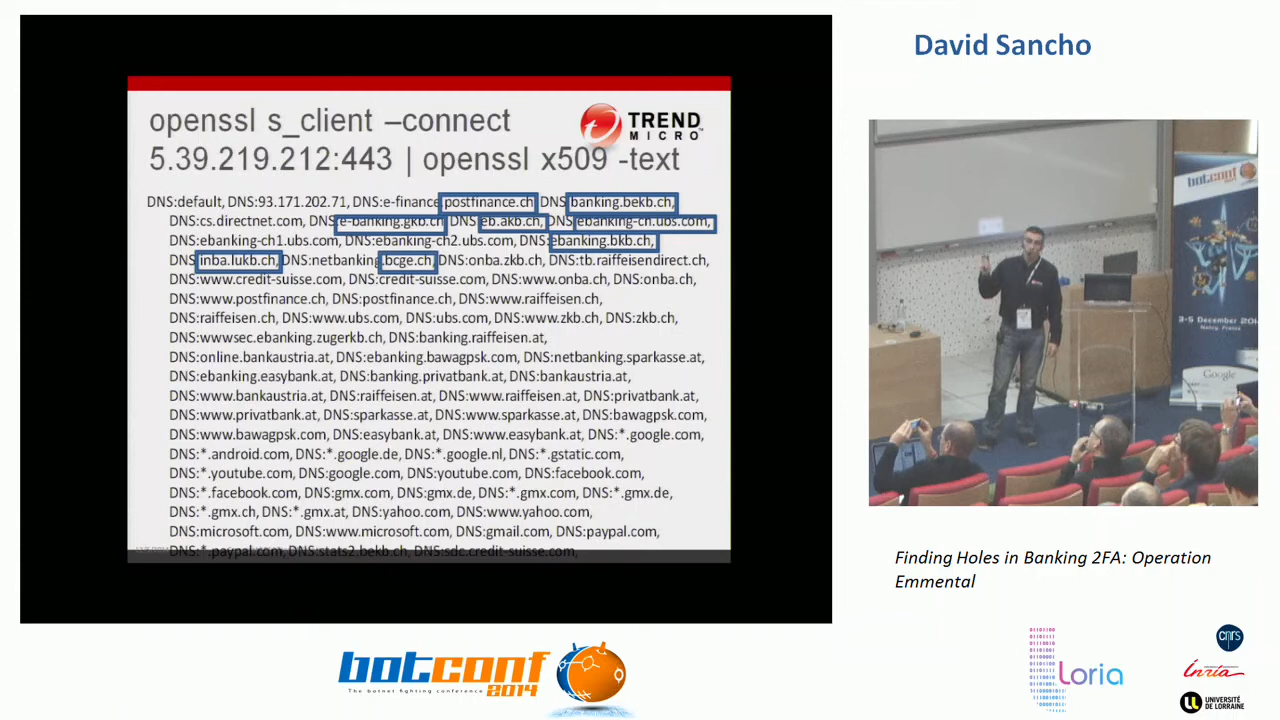 David Sancho
openssl s_client –connect
5.39.219.212:443 | openssl x509 -text
TREND
MICRO
DNS:default, DNS:93.171.202.71, DNS:e-finance.postfinance.ch, DNS:banking.bekb.ch,
DNS:cs.directnet.com, DNS:e-banking.gkb.ch, DNS:eb.akb.ch, DNS:ebanking-ch.ubs.com,
DNS:ebanking-ch1.ubs.com, DNS:ebanking-ch2.ubs.com, DNS:ebanking.bkb.ch,
DNS:inba.lukb.ch, DNS:netbanking.bcge.ch, DNS:onba.zkb.ch, DNS:tb.raiffeisendirect.ch,
DNS:www.credit-suisse.com, DNS:credit-suisse.com, DNS:www.onba.ch, DNS:onba.ch,
DNS:www.postfinance.ch, DNS:postfinance.ch, DNS:www.raiffeisen.ch,
DNS:raiffeisen.ch, DNS:www.ubs.com, DNS:ubs.com, DNS:www.zkb.ch, DNS:zkb.ch,
DNS:wwwsec.ebanking.zugerkb.ch, DNS:banking.raiffeisen.at,
DNS:online.bankaustria.at, DNS:ebanking.bawagpsk.com, DNS:netbanking.sparkasse.at,
DNS:ebanking.easybank.at, DNS:banking.privatbank.at, DNS:bankaustria.at,
DNS:www.bankaustria.at, DNS:raiffeisen.at, DNS:www.raiffeisen.at, DNS:privatbank.at,
DNS:www.privatbank.at, DNS:sparkasse.at, DNS:www.sparkasse.at, DNS:bawagpsk.com,
DNS:www.bawagpsk.com, DNS:easybank.at, DNS:www.easybank.at, DNS:*.google.com,
DNS:*.android.com, DNS:*.google.de, DNS:*.google.nl, DNS:*.gstatic.com,
DNS:*.youtube.com, DNS:google.com, DNS:youtube.com, DNS:facebook.com,
DNS:*.facebook.com, DNS:gmx.com, DNS:gmx.de, DNS:*.gmx.com, DNS:*.gmx.de,
DNS:*.gmx.ch, DNS:*.gmx.at, DNS:yahoo.com, DNS:www.yahoo.com,
DNS:microsoft.com, DNS:www.microsoft.com, DNS:gmail.com, DNS:paypal.com,
DNS:*.paypal.com, DNS:stats2.bekb.ch, DNS:sdc.credit-suisse.com,
botconf
3-5 December 201
Nancy, France
Google
Finding Holes in Banking 2FA: Operation
Emmental
botconf
The botnet fighting conference 2014
Loria
cnrs
Inria
UNIVERSITÉ
DE LORRAINE